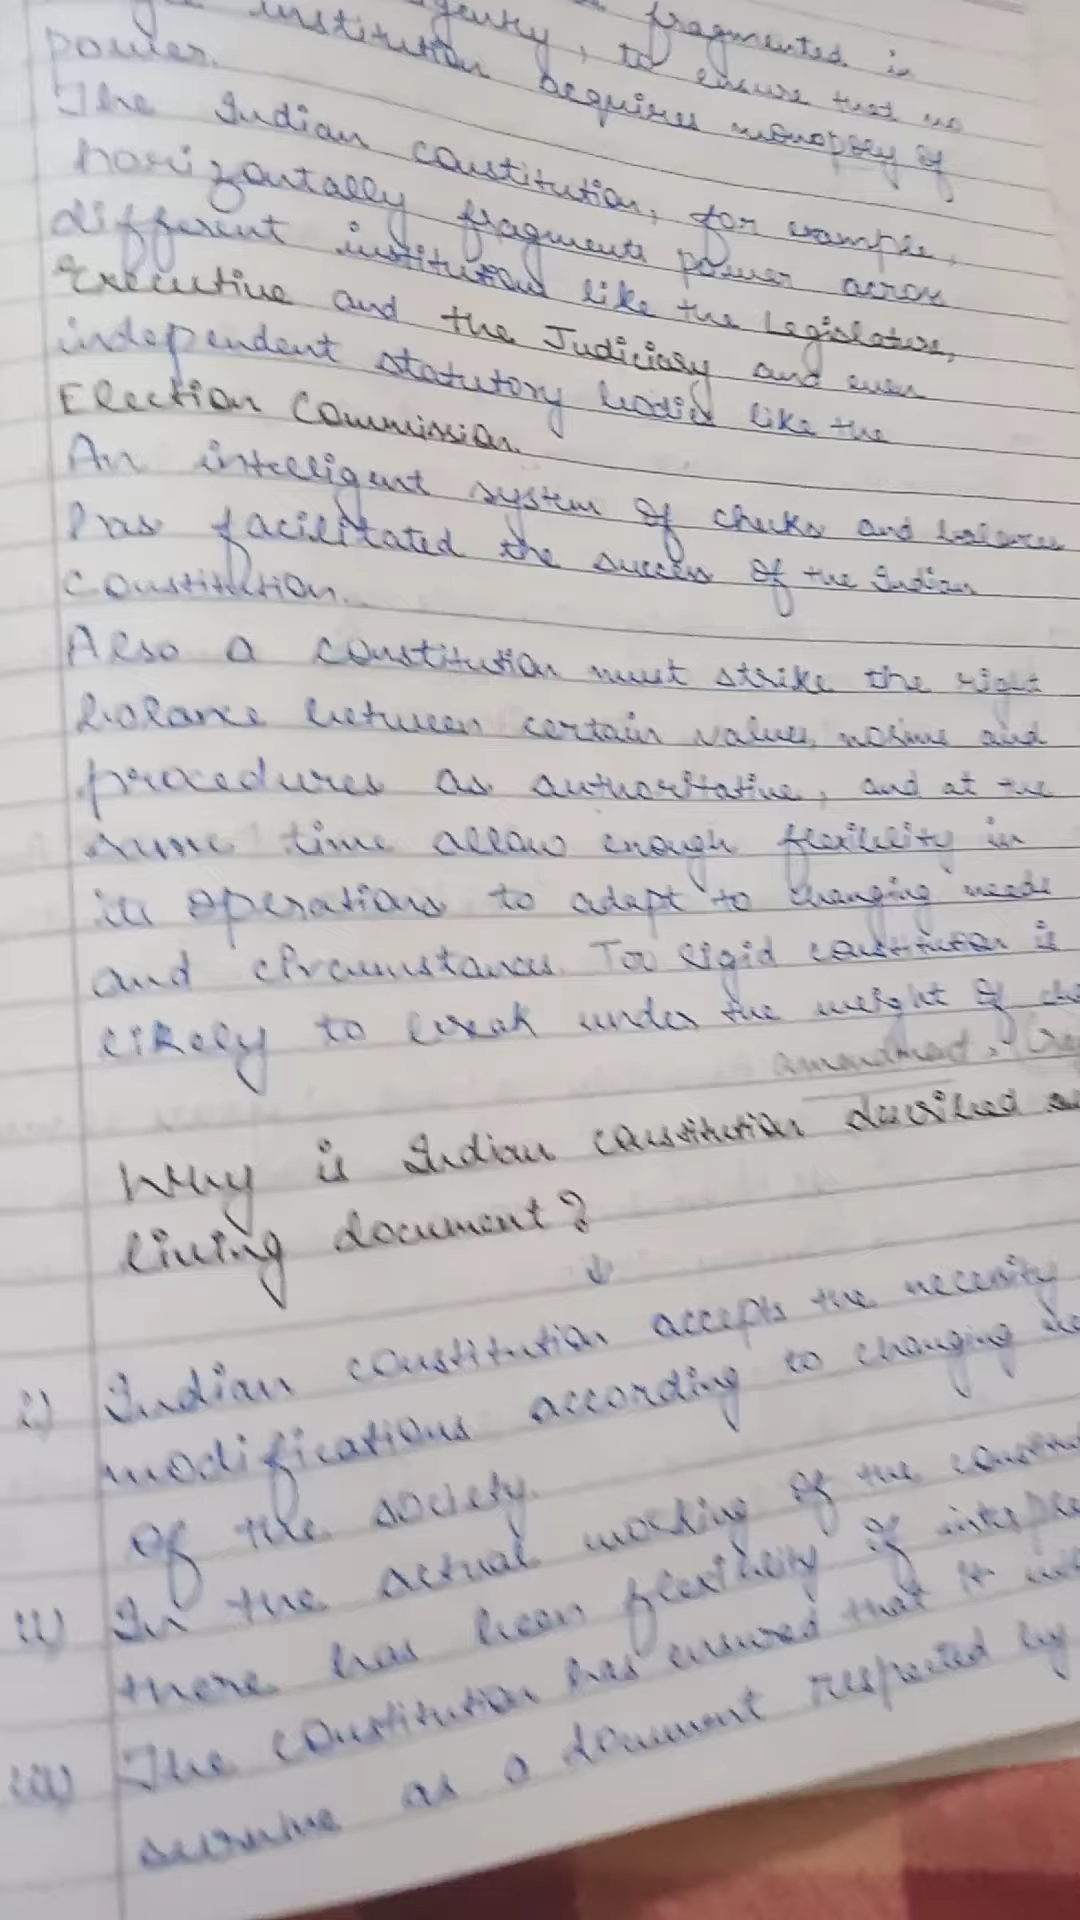 fragmented in
institution, to ensure that no
institution acquires monopoly of
power.
The Indian constitution, for example,
horizontally fragments power across
different institutions like the Legislature,
Executive and the Judiciary and even
independent statutory bodies like the
Election Commission.
An intelligent system of checks and balances
has facilitated the success of the Indian
Constitution.
Also a constitution must strike the right
balance between certain values, norms and
procedures as authoritative, and at the
same time allow enough flexibility in
its operations to adapt to changing needs
and circumstances. Too rigid constitution is
likely to break under the weight of
amendment.
Why is Indian constitution described
living document?
↓
i) Indian constitution accepts the necessity
modifications according to changing
of the society.
ii) In the actual working of the
there has been flexibility of
iii) The constitution has ensured that it
survive as a document respected by